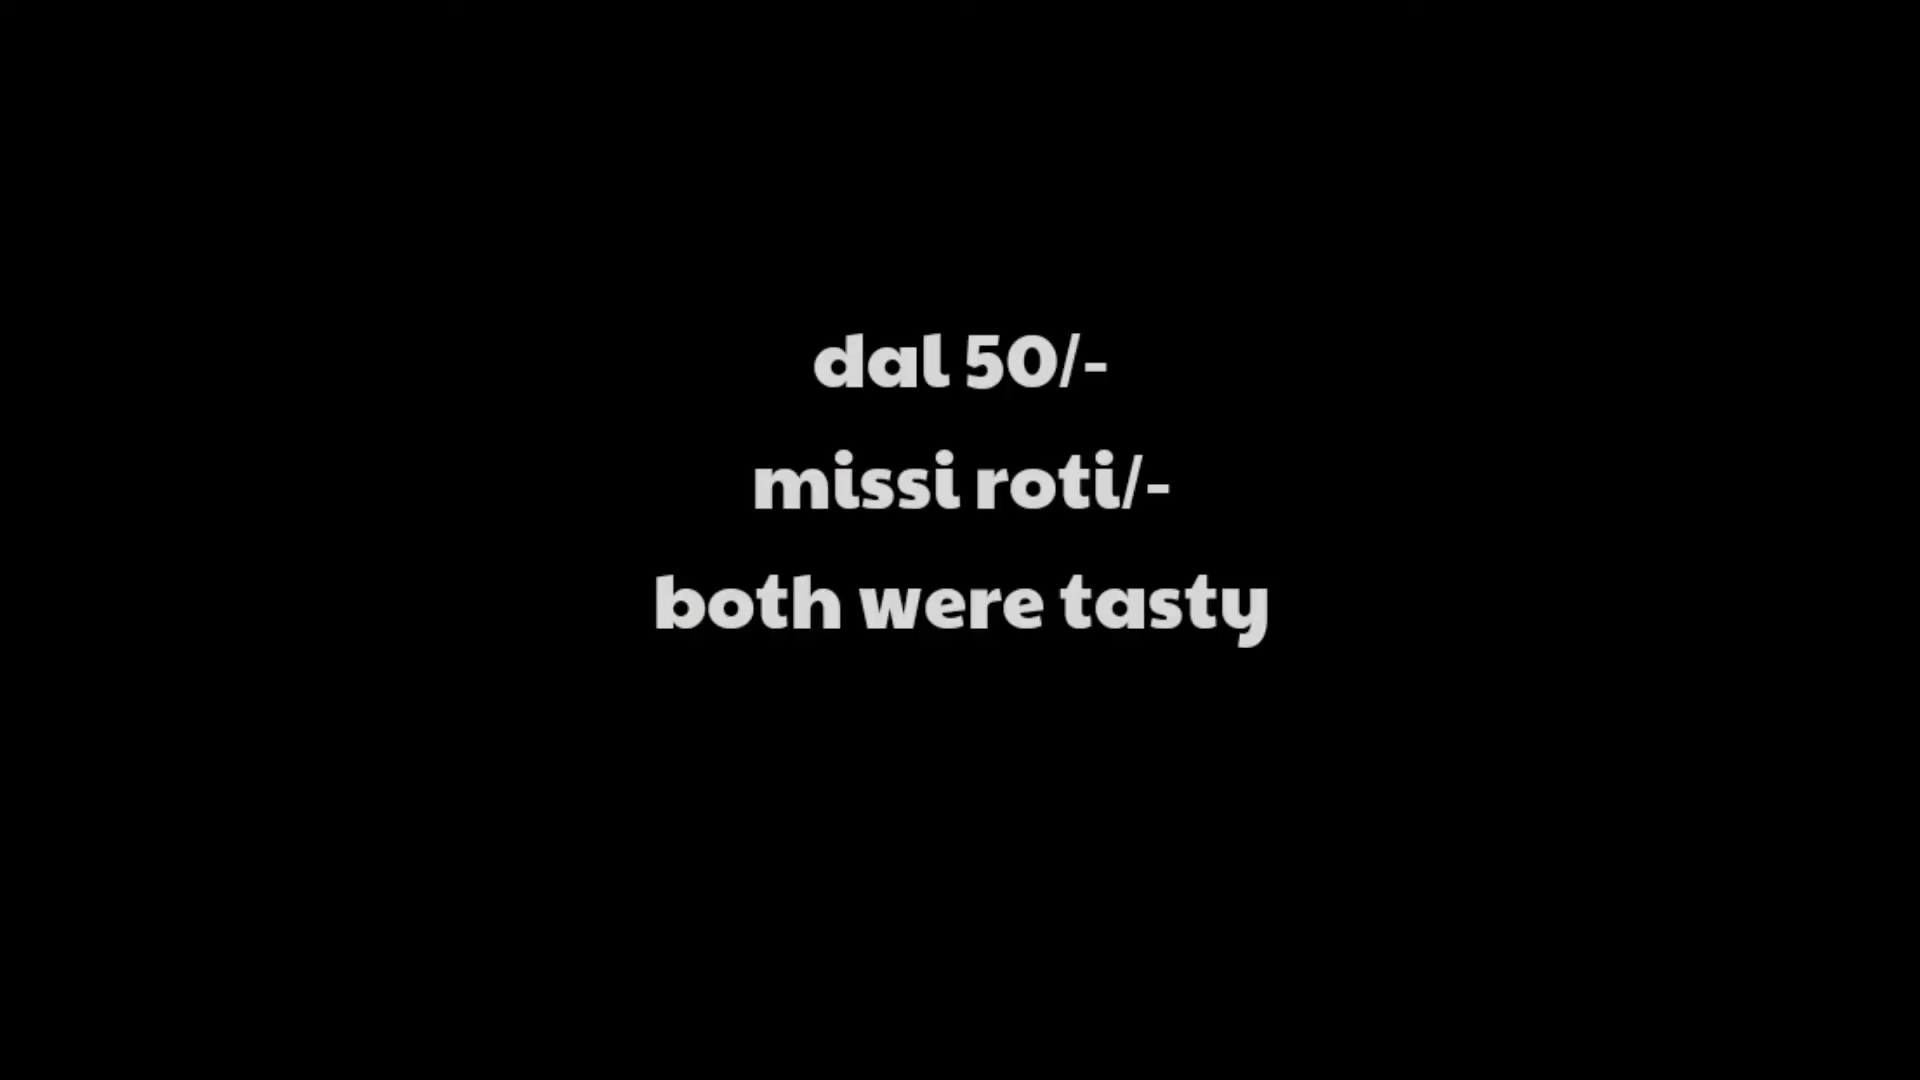 dal 50/-
missi roti/-
both were tasty